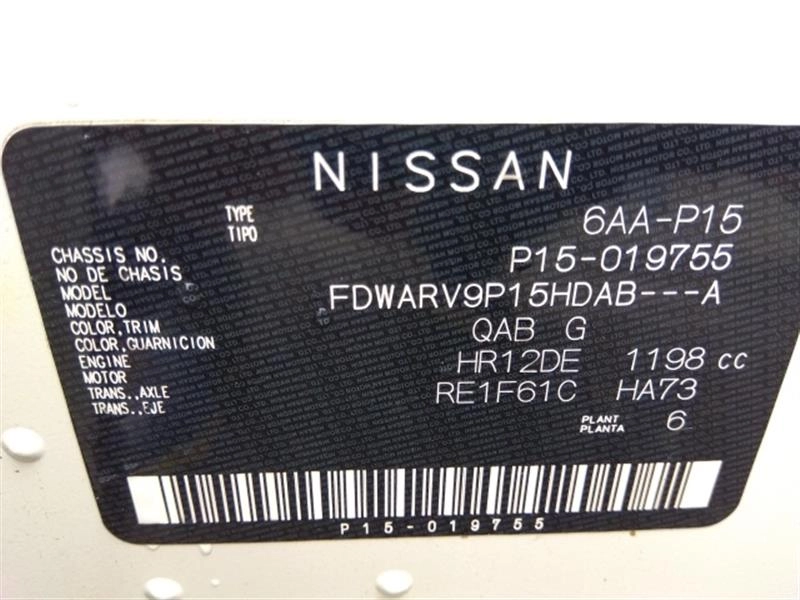 NISSAN
TYPE 6AA-P15
TIPO
CHASSIS NO. P15-019755
NO DE CHASIS
MODEL FDWARV9P15HDAB---A
MODELO
COLOR,TRIM QAB G
COLOR,GUARNICION
ENGINE HR12DE 1198 cc
MOTOR
TRANS.,AXLE RE1F61C HA73
TRANS.,EJE
PLANT 6
PLANTA
P15-019755